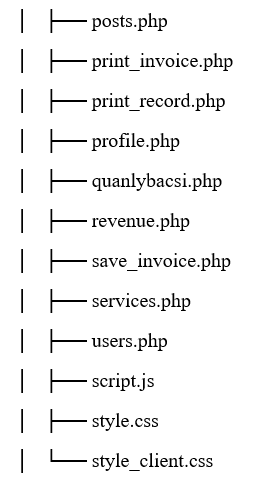 │ ├── posts.php
│ ├── print_invoice.php
│ ├── print_record.php
│ ├── profile.php
│ ├── quanlybacsi.php
│ ├── revenue.php
│ ├── save_invoice.php
│ ├── services.php
│ ├── users.php
│ ├── script.js
│ ├── style.css
│ └── style_client.css